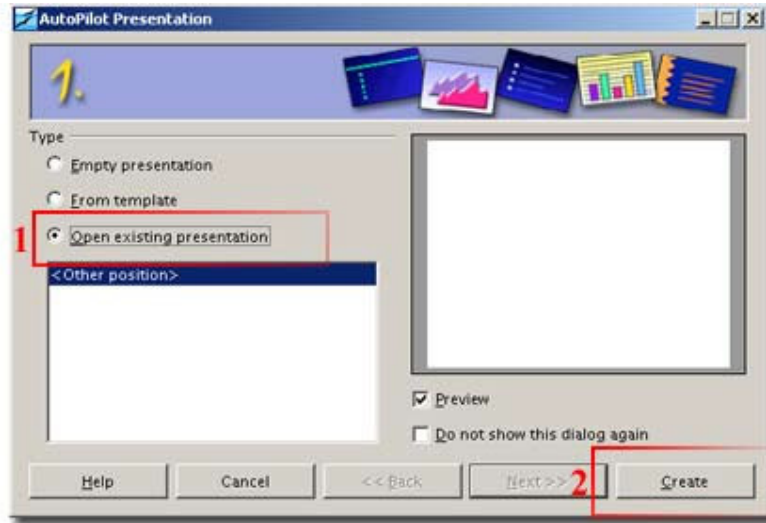 AutoPilot Presentation
1.
Type
Empty presentation
From template
1
Open existing presentation
<Other position>
Preview
Do not show this dialog again
Help
Cancel
<< Back
Next >>
2
Create